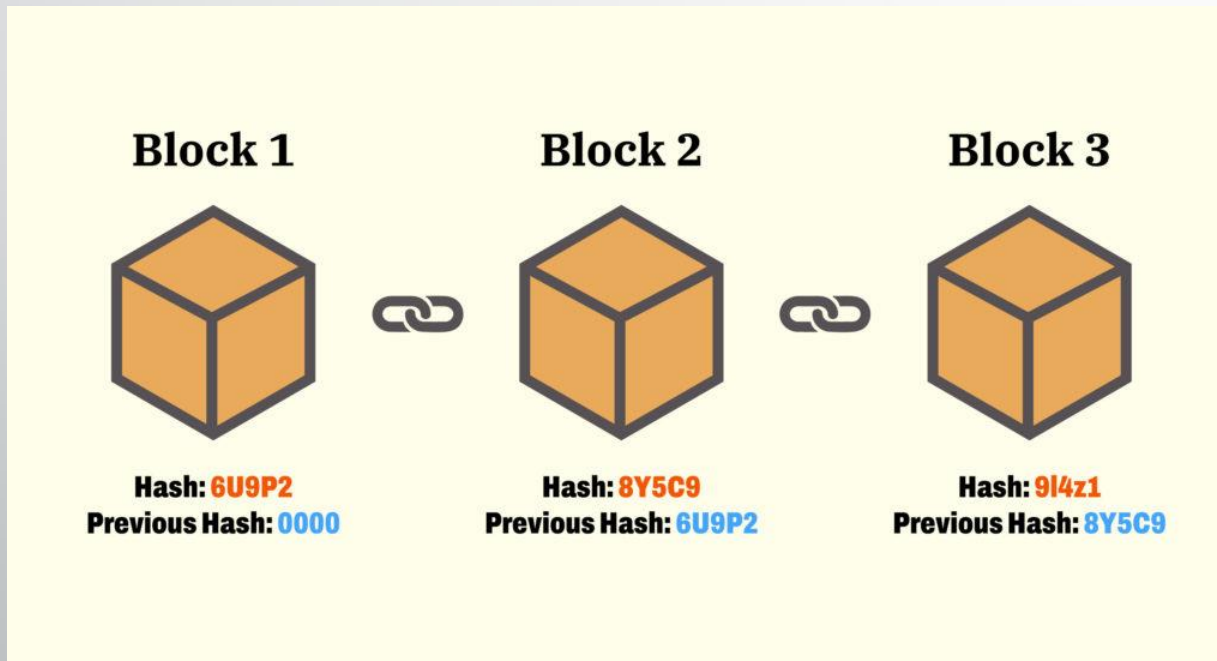 Block 1
Block 2
Block 3
Hash: 6U9P2
Previous Hash: 0000
Hash: 8Y5C9
Previous Hash: 6U9P2
Hash: 9l4z1
Previous Hash: 8Y5C9